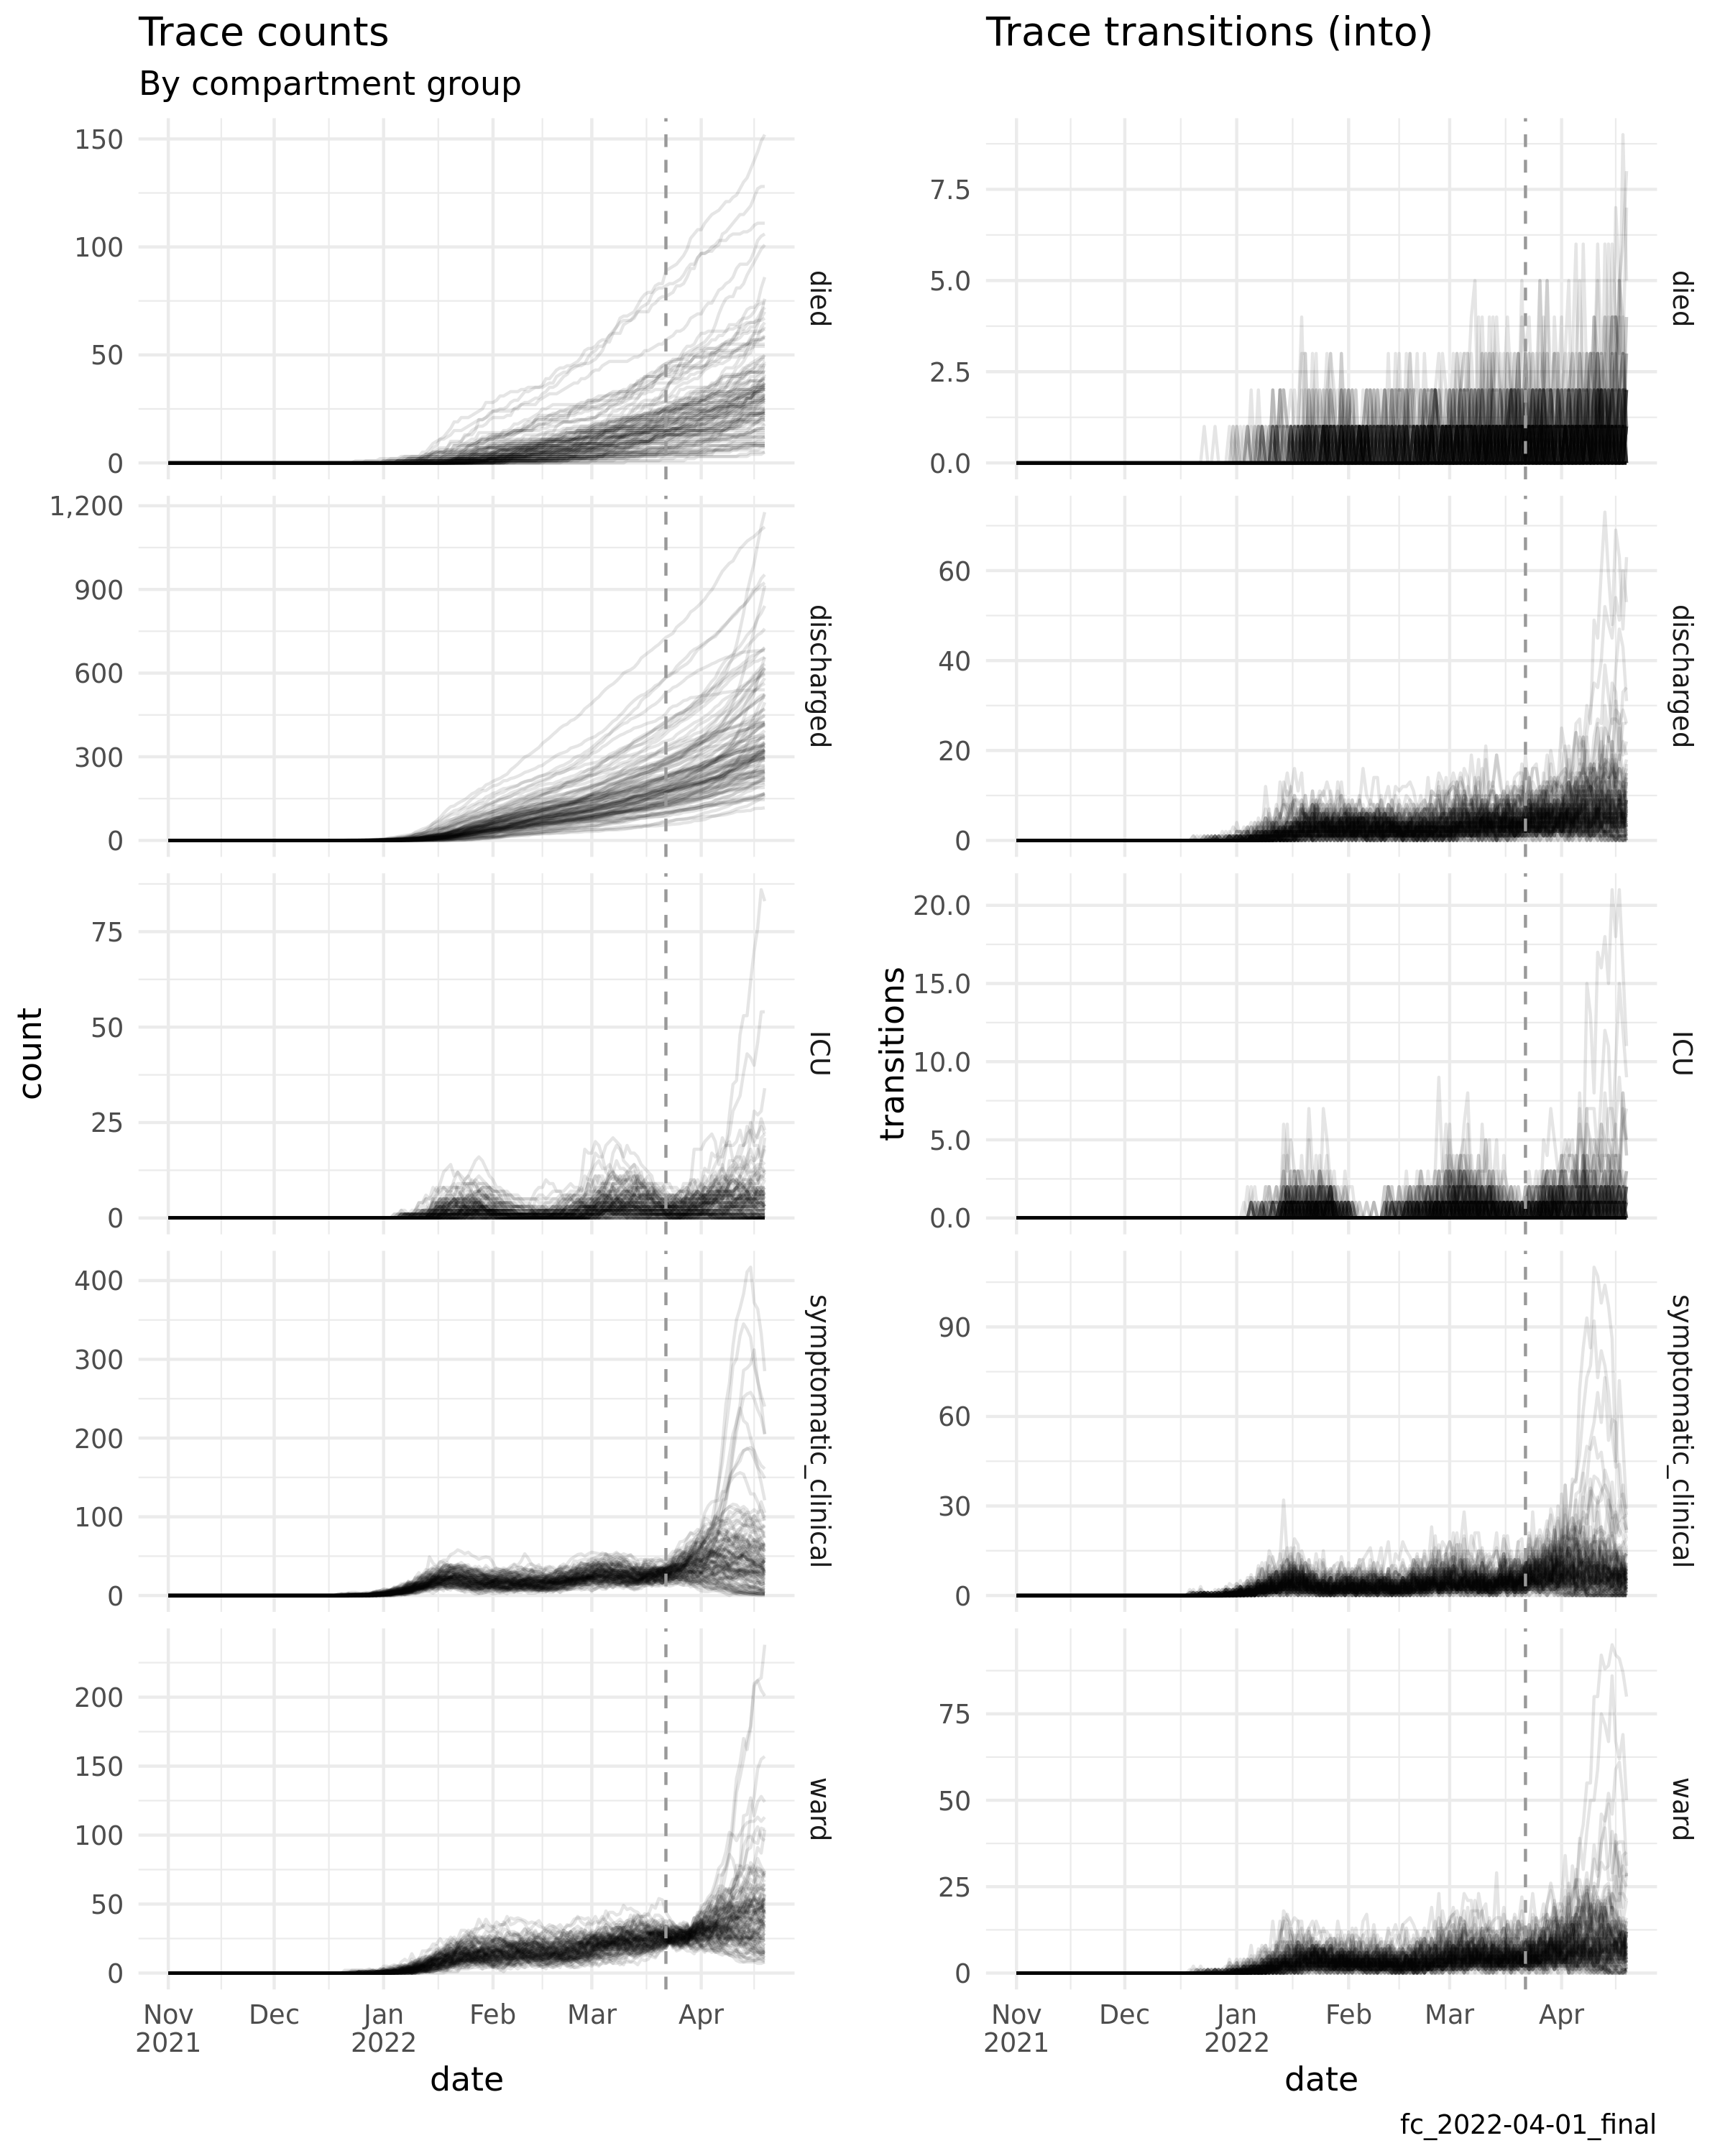 Trace counts
By compartment group
150
100
50
0
died
1,200
900
600
300
0
discharged
75
50
25
0
ICU
400
300
200
100
0
symptomatic_clinical
200
150
100
50
0
ward
count
Nov
2021
Dec
Jan
2022
Feb
Mar
Apr
date
Trace transitions (into)
7.5
5.0
2.5
0.0
died
60
40
20
0
discharged
20.0
15.0
10.0
5.0
0.0
ICU
90
60
30
0
symptomatic_clinical
75
50
25
0
ward
transitions
Nov
2021
Dec
Jan
2022
Feb
Mar
Apr
date
fc_2022-04-01_final